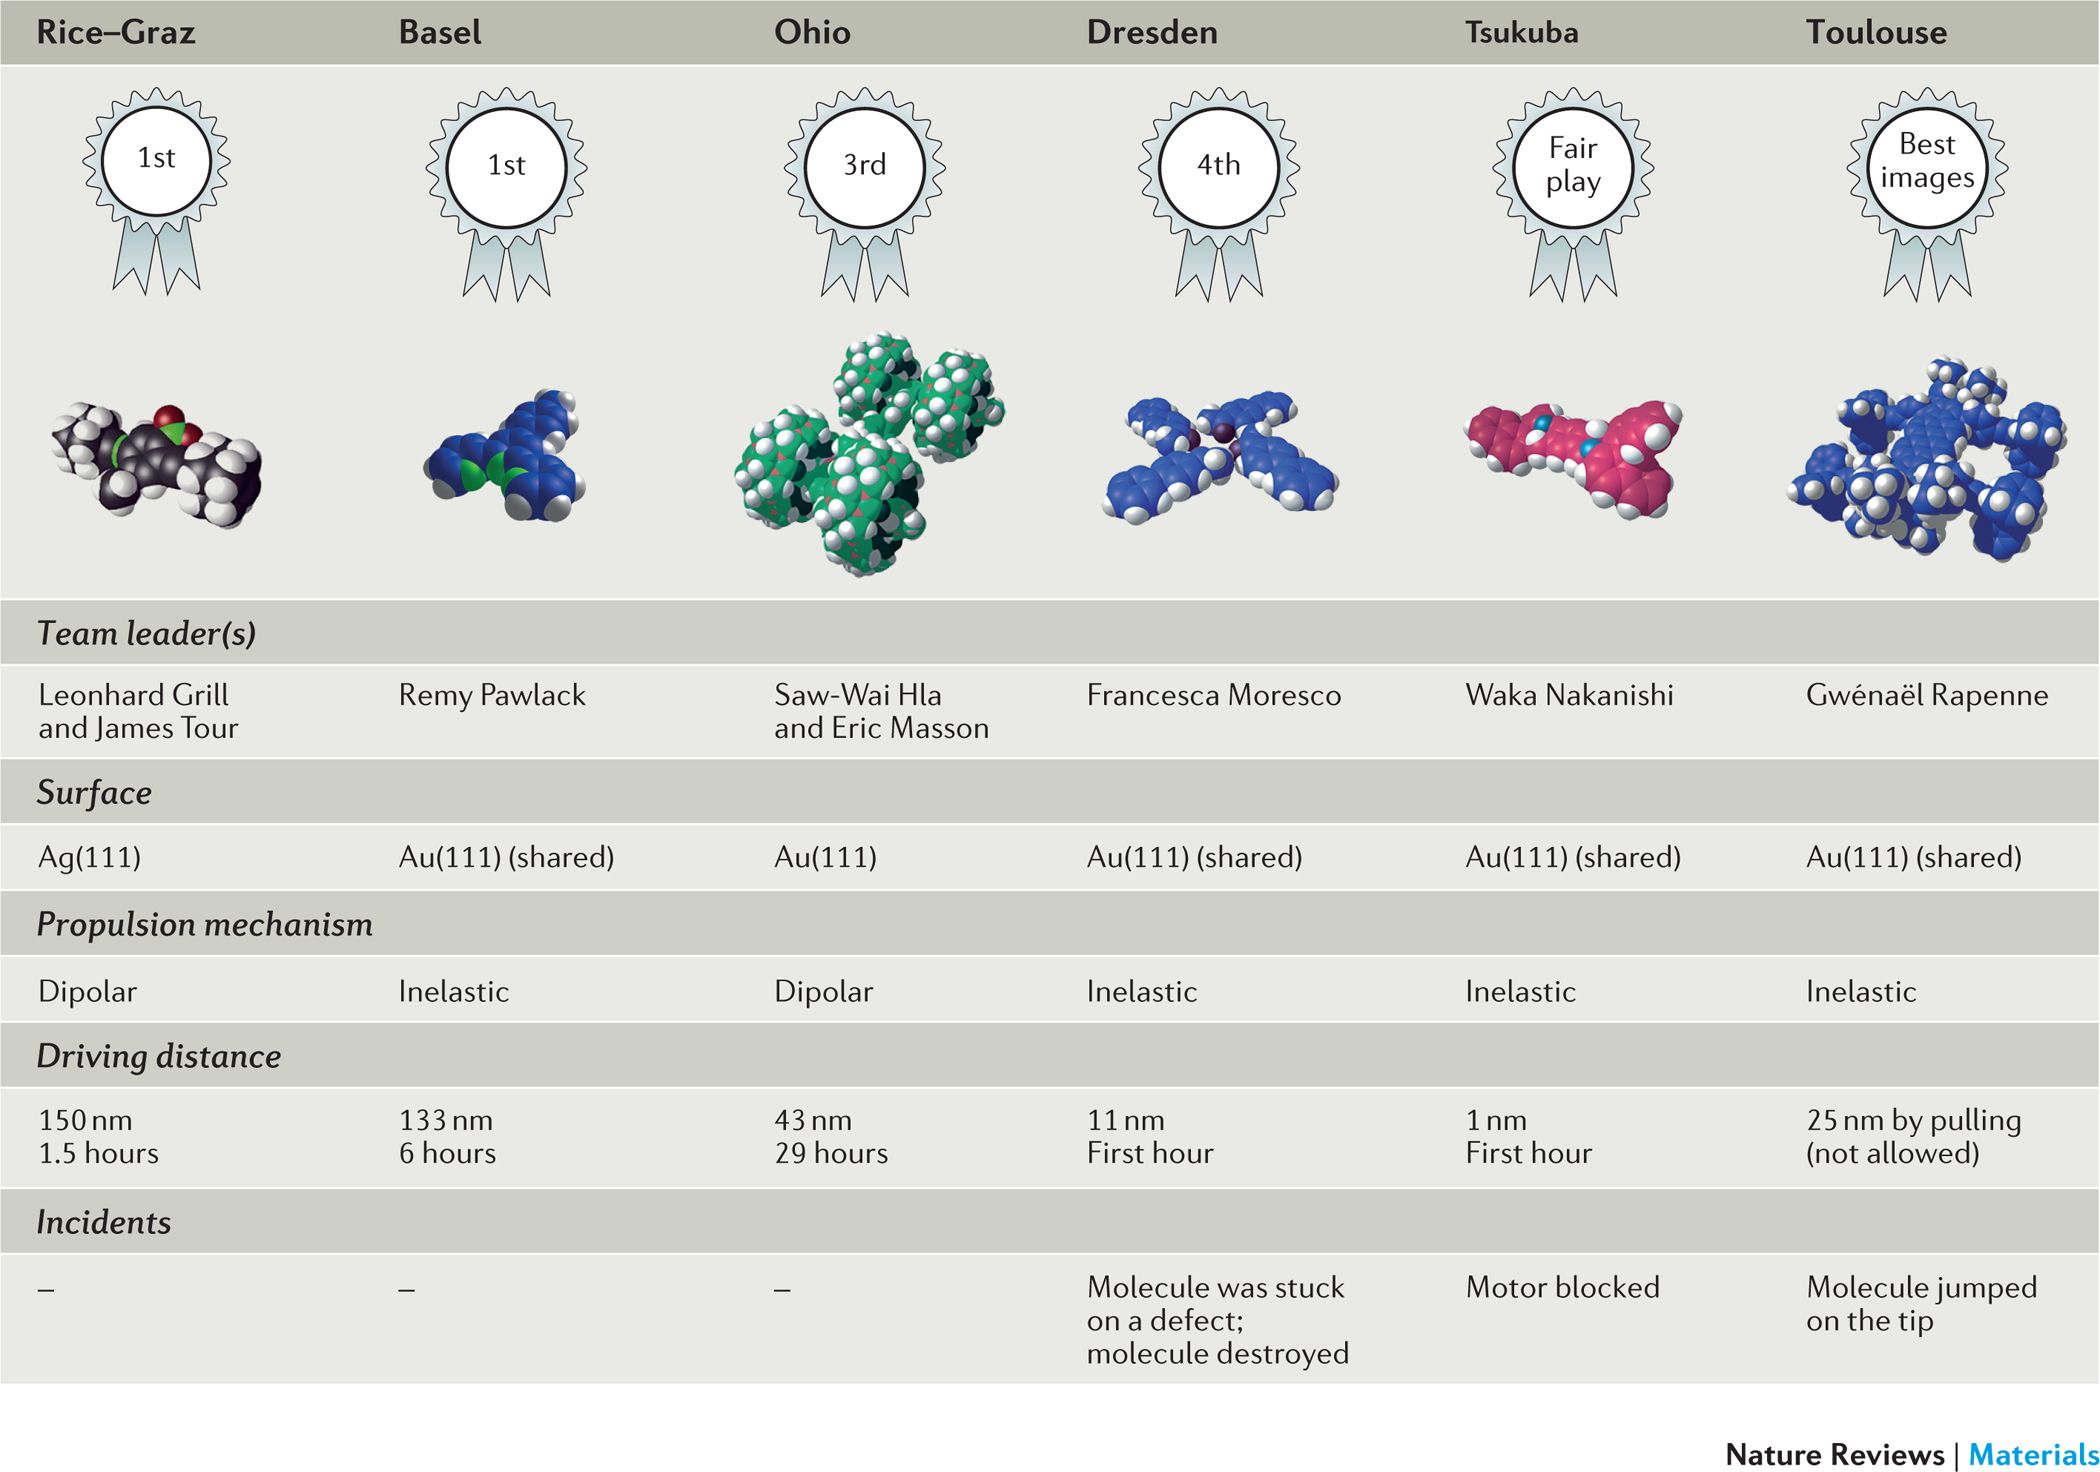 Rice–Graz Basel Ohio Dresden Tsukuba Toulouse
1st 1st 3rd 4th Fair play Best images
Team leader(s)
Leonhard Grill and James Tour Remy Pawlack Saw-Wai Hla and Eric Masson Francesca Moresco Waka Nakanishi Gwénaël Rapenne
Surface
Ag(111) Au(111) (shared) Au(111) Au(111) (shared) Au(111) (shared) Au(111) (shared)
Propulsion mechanism
Dipolar Inelastic Dipolar Inelastic Inelastic Inelastic
Driving distance
150 nm 133 nm 43 nm 11 nm 1 nm 25 nm by pulling
1.5 hours 6 hours 29 hours First hour First hour (not allowed)
Incidents
– – – Molecule was stuck on a defect; molecule destroyed Motor blocked Molecule jumped on the tip
Nature Reviews | Materials